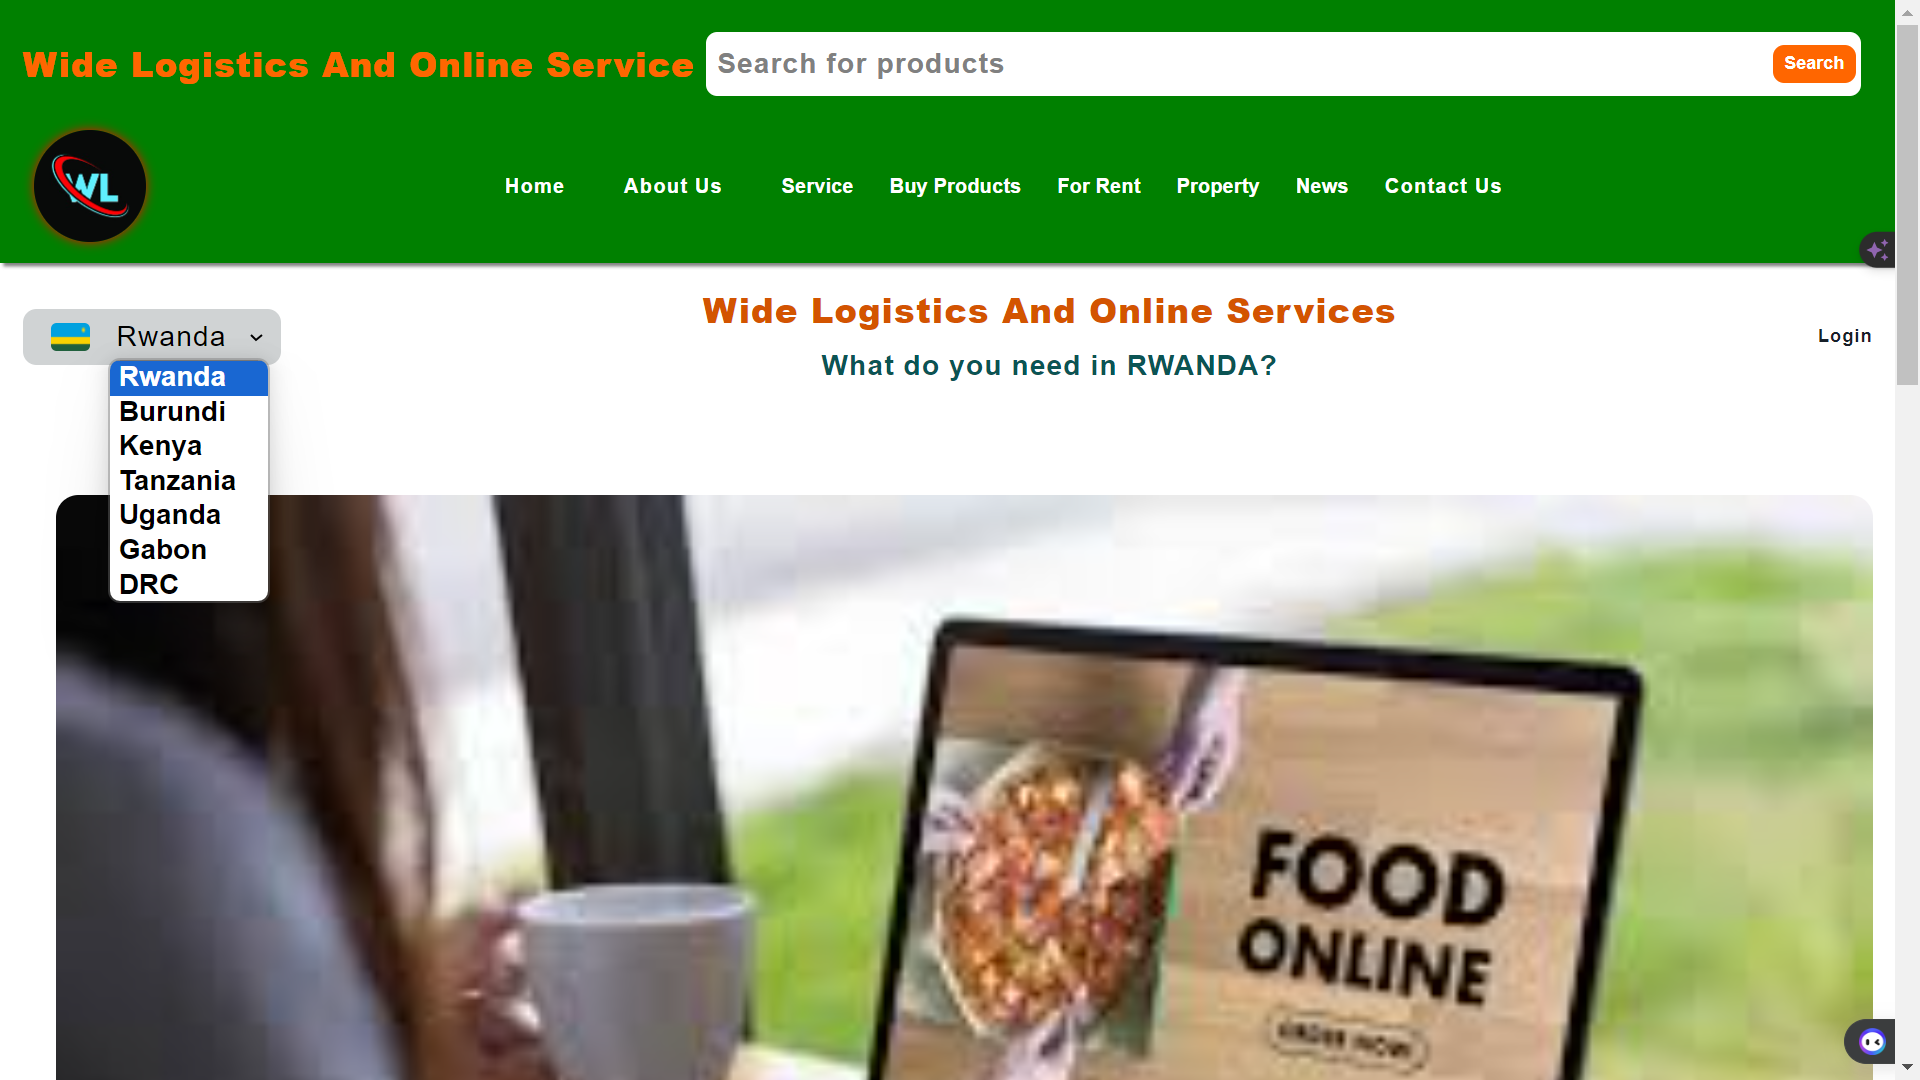 Wide Logistics And Online Service
Search for products
Search
WL
Home About Us Service Buy Products For Rent Property News Contact Us
Wide Logistics And Online Services
What do you need in RWANDA?
Login
Rwanda
Rwanda
Burundi
Kenya
Tanzania
Uganda
Gabon
DRC
FOOD
ONLINE
ORDER NOW!